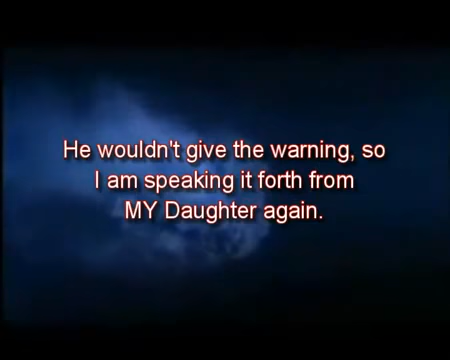 He wouldn't give the warning, so
I am speaking it forth from
MY Daughter again.